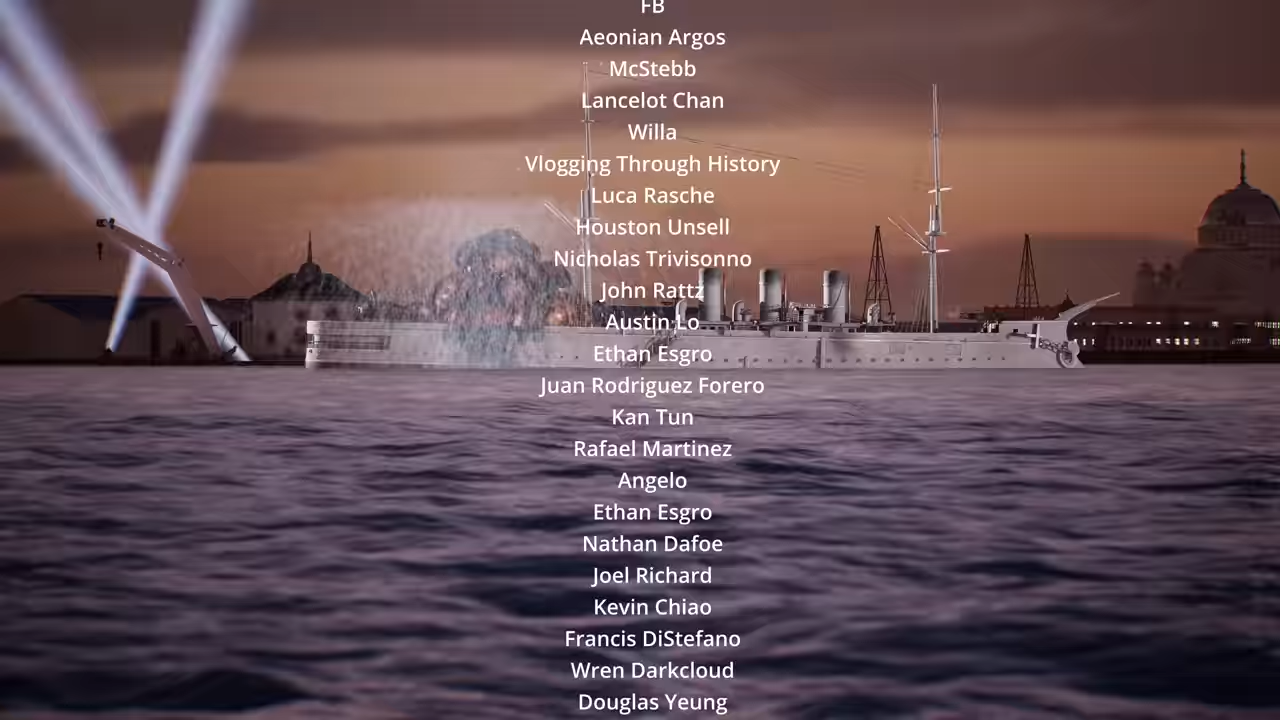 FB
Aeonian Argos
McStebb
Lancelot Chan
Willa
Vlogging Through History
Luca Rasche
Houston Unsell
Nicholas Trivisonno
John Rattz
Austin Lo
Ethan Esgro
Juan Rodriguez Forero
Kan Tun
Rafael Martinez
Angelo
Ethan Esgro
Nathan Dafoe
Joel Richard
Kevin Chiao
Francis DiStefano
Wren Darkcloud
Douglas Yeung